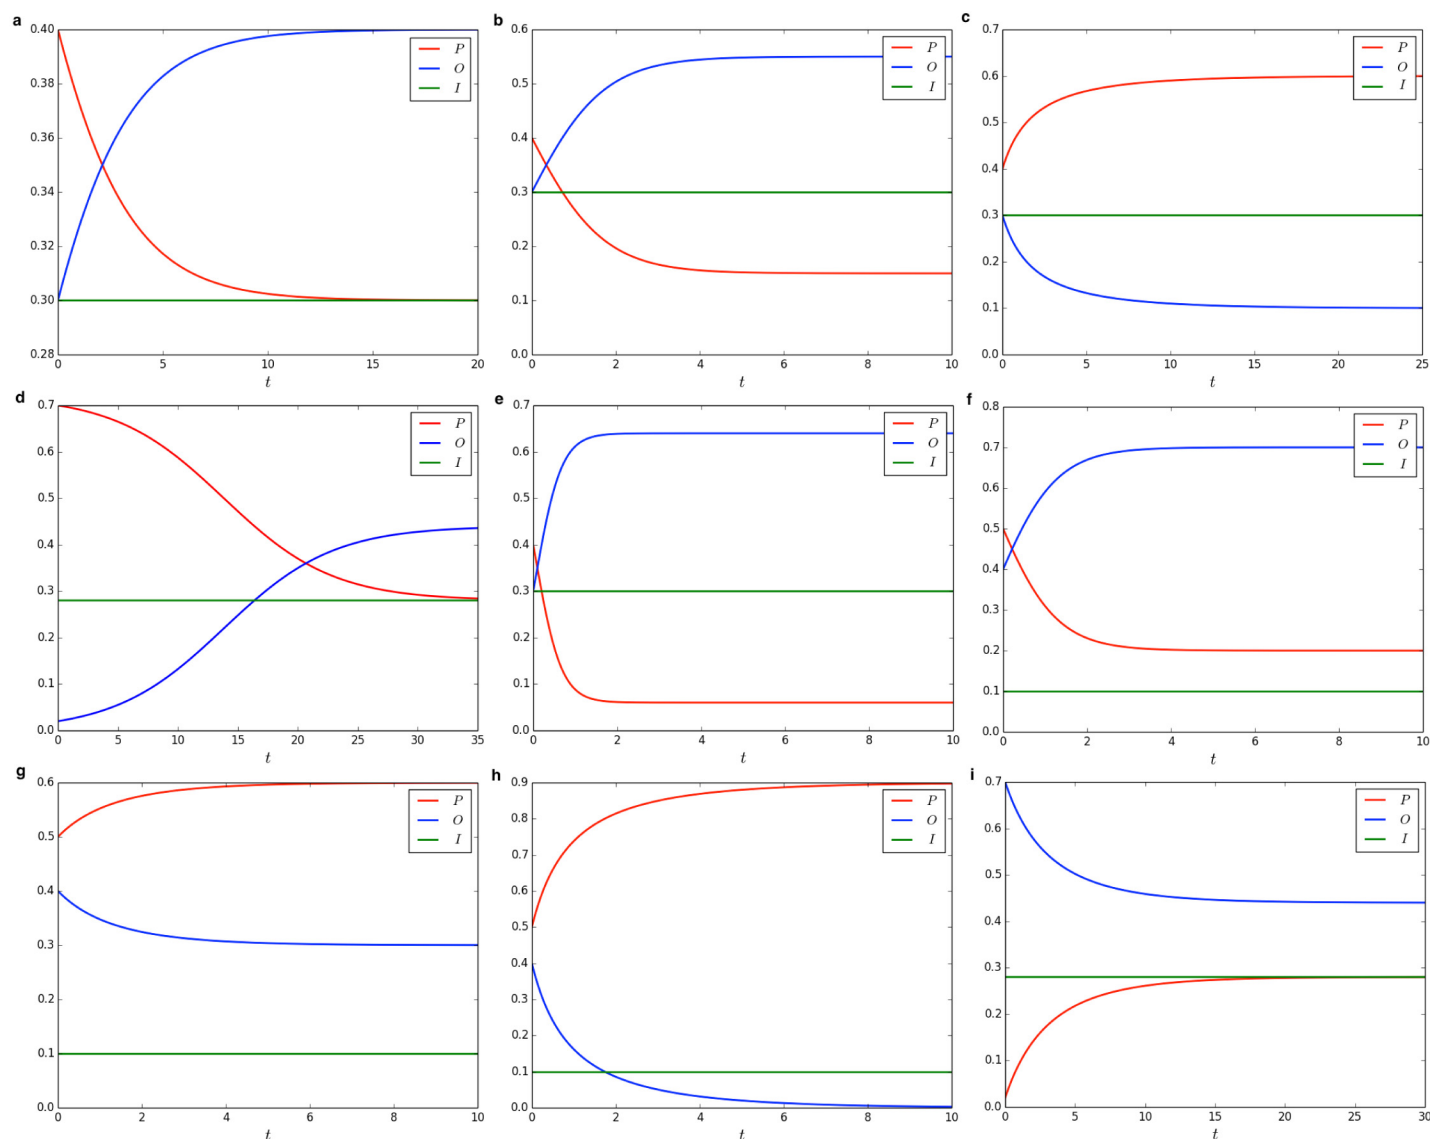 a
0.40
0.38
0.36
0.34
0.32
0.30
0.28
0 5 10 15 20
t
P
O
I
b
0.6
0.5
0.4
0.3
0.2
0.1
0.0
0 2 4 6 8 10
t
P
O
I
c
0.7
0.6
0.5
0.4
0.3
0.2
0.1
0.0
0 5 10 15 20 25
t
P
O
I
d
0.7
0.6
0.5
0.4
0.3
0.2
0.1
0.0
0 5 10 15 20 25 30 35
t
P
O
I
e
0.7
0.6
0.5
0.4
0.3
0.2
0.1
0.0
0 2 4 6 8 10
t
P
O
I
f
0.8
0.7
0.6
0.5
0.4
0.3
0.2
0.1
0.0
0 2 4 6 8 10
t
P
O
I
g
0.6
0.5
0.4
0.3
0.2
0.1
0.0
0 2 4 6 8 10
t
P
O
I
h
0.9
0.8
0.7
0.6
0.5
0.4
0.3
0.2
0.1
0.0
0 2 4 6 8 10
t
P
O
I
i
0.7
0.6
0.5
0.4
0.3
0.2
0.1
0.0
0 5 10 15 20 25 30
t
P
O
I